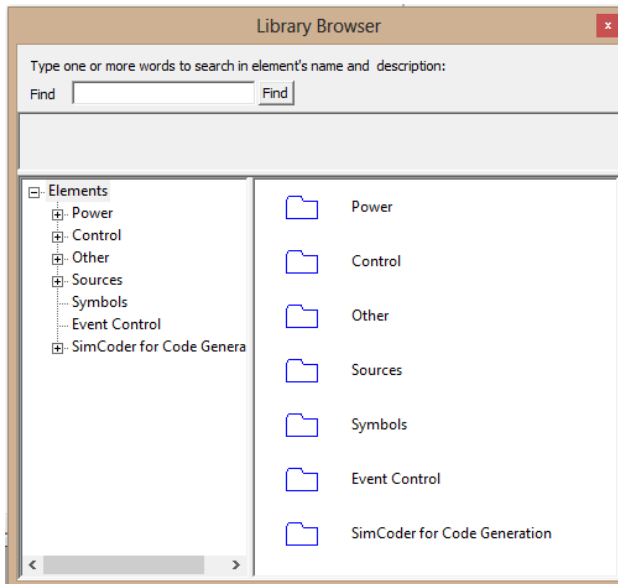 Library Browser
x
Type one or more words to search in element's name and description:
Find
Find
Elements
Power
Control
Other
Sources
Symbols
Event Control
SimCoder for Code Genera
Power
Control
Other
Sources
Symbols
Event Control
SimCoder for Code Generation